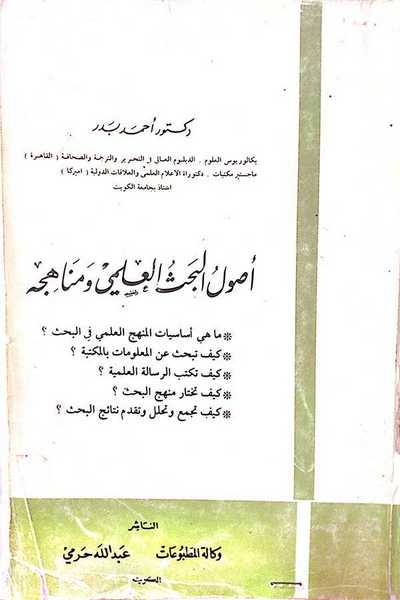 دكتور أحمد بدر
بكالوريوس العلوم . الدبلوم العالي في التحرير والترجمة والصحافة ( القاهرة )
ماجستير مكتبات . دكتوراة الاعلام العلمي والعلاقات الدولية ( امريكا )
استاذ بجامعة الكويت
أصول البحث العلمي ومناهجه
* ما هي أساسيات المنهج العلمي في البحث ؟
* كيف تبحث عن المعلومات بالمكتبة ؟
* كيف تكتب الرسالة العلمية ؟
* كيف تختار منهج البحث ؟
* كيف تجمع وتحلل وتقدم نتائج البحث ؟
الناشر
وكالة المطبوعات عبدالله حرمي
الكويت